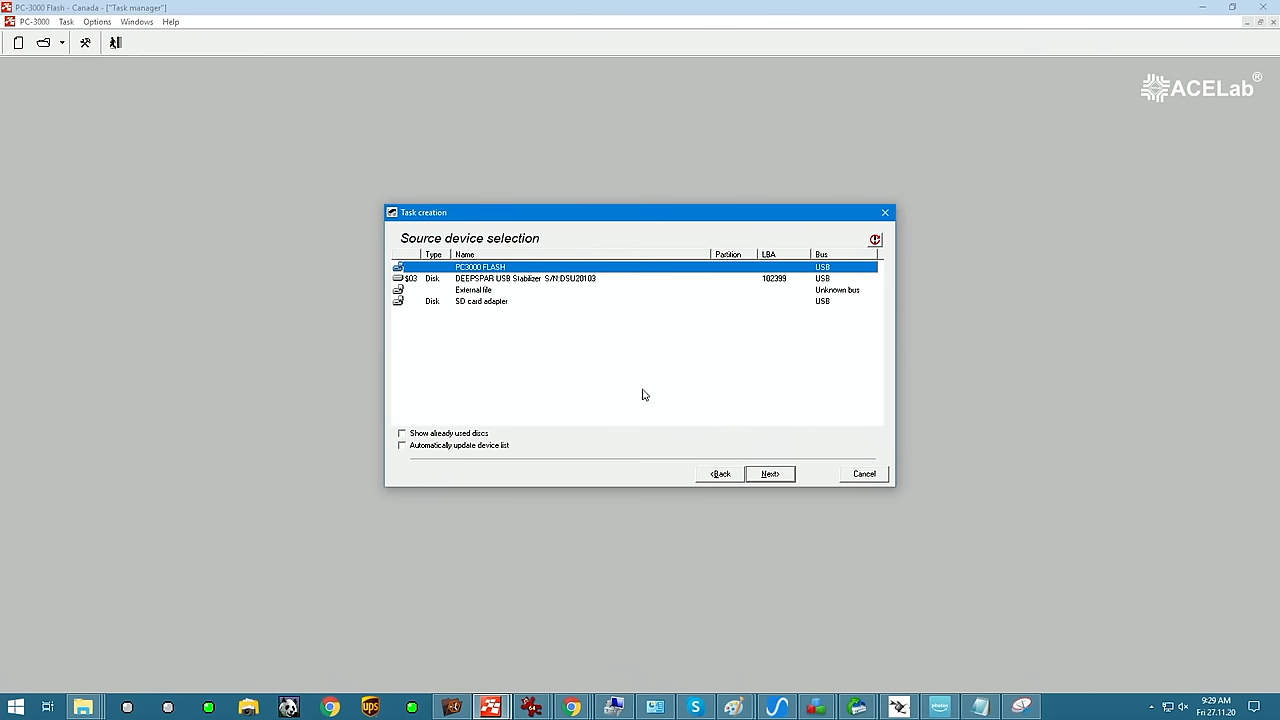 PC-3000 Flash - Canada - ["Task manager"]
PC-3000 Task Options Windows Help
ACELab®
Task creation
Source device selection
Type Name Partition LBA Bus
PC3000 FLASH USB
$03 Disk DEEPSPAR USB Stabilizer S/N:DSU20103 102399 USB
External file Unknown bus
Disk SD card adapter USB
Show already used discs
Automatically update device list
<Back Next> Cancel
ups
photos
9:29 AM
Fri 27.11.20